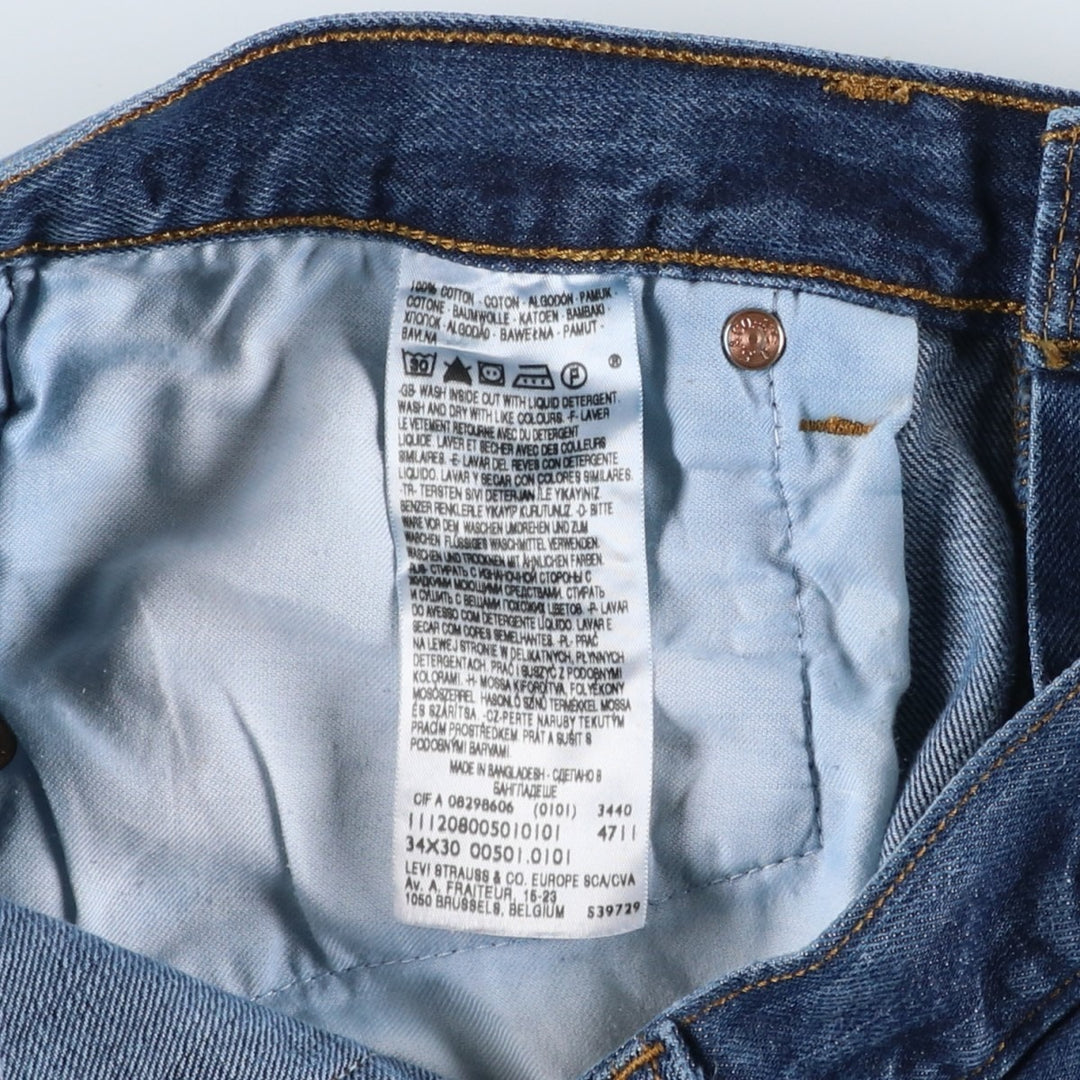 100% COTTON - COTON - ALGODÓN - PAMUK -
COTONE - BAUMWOLLE - KATOEN - BAMBAKI -
ХЛОПОК - ALGODÃO - BAWEŁNA - PAMUT -
BAVLNA
30 P ®
-GB- WASH INSIDE OUT WITH LIQUID DETERGENT.
WASH AND DRY WITH LIKE COLOURS. -F- LAVER
LE VETEMENT RETOURNE AVEC DU DETERGENT
LIQUIDE. LAVER ET SECHER AVEC DES COULEURS
SIMILAIRES. -E- LAVAR DEL REVES CON DETERGENTE
LIQUIDO. LAVAR Y SECAR CON COLORES SIMILARES.
-TR- TERSTEN SIVI DETERJAN ILE YIKAYINIZ
BENZER RENKLERLE YIKAYIP KURUTUNUZ. -D- BITTE
WARE VOR DEM WASCHEN UMDREHEN UND ZUM
WASCHEN FLÜSSIGES WASCHMITTEL VERWENDEN.
WASCHEN UND TROCKNEN MIT ÄHNLICHEN FARBEN.
-RUS- СТИРАТЬ С ИЗНАНОЧНОЙ СТОРОНЫ С
ЖИДКИМИ МОЮЩИМИ СРЕДСТВАМИ. СТИРАТЬ
И СУШИТЬ С ВЕЩАМИ ПОХОЖИХ ЦВЕТОВ. -P- LAVAR
DO AVESSO COM DETERGENTE LIQUIDO. LAVAR E
SECAR COM CORES SEMELHANTES. -PL- PRAĆ
NA LEWEJ STRONIE W DELIKATNYCH, PŁYNNYCH
DETERGENTACH. PRAĆ I SUSZYĆ Z PODOBNYMI
KOLORAMI. -H- MOSSA KIFORDÍTVA, FOLYÉKONY
MOSÓSZERREL. HASONLÓ SZÍNŰ TERMÉKKEL MOSSA
ÉS SZÁRÍTSA. -CZ- PERTE NARUBY TEKUTÝM
PRACÍM PROSTŘEDKEM. PRÁT A SUŠIT S
PODOBNÝMI BARVAMI.
MADE IN BANGLADESH - СДЕЛАНО В
БАНГЛАДЕШЕ
CIF A 08298606 (0101) 3440
111208005010101 4711
34X30 00501.0101
LEVI STRAUSS & CO. EUROPE SCA/CVA
Av. A. FRAITEUR, 15-23
1050 BRUSSELS, BELGIUM S39729